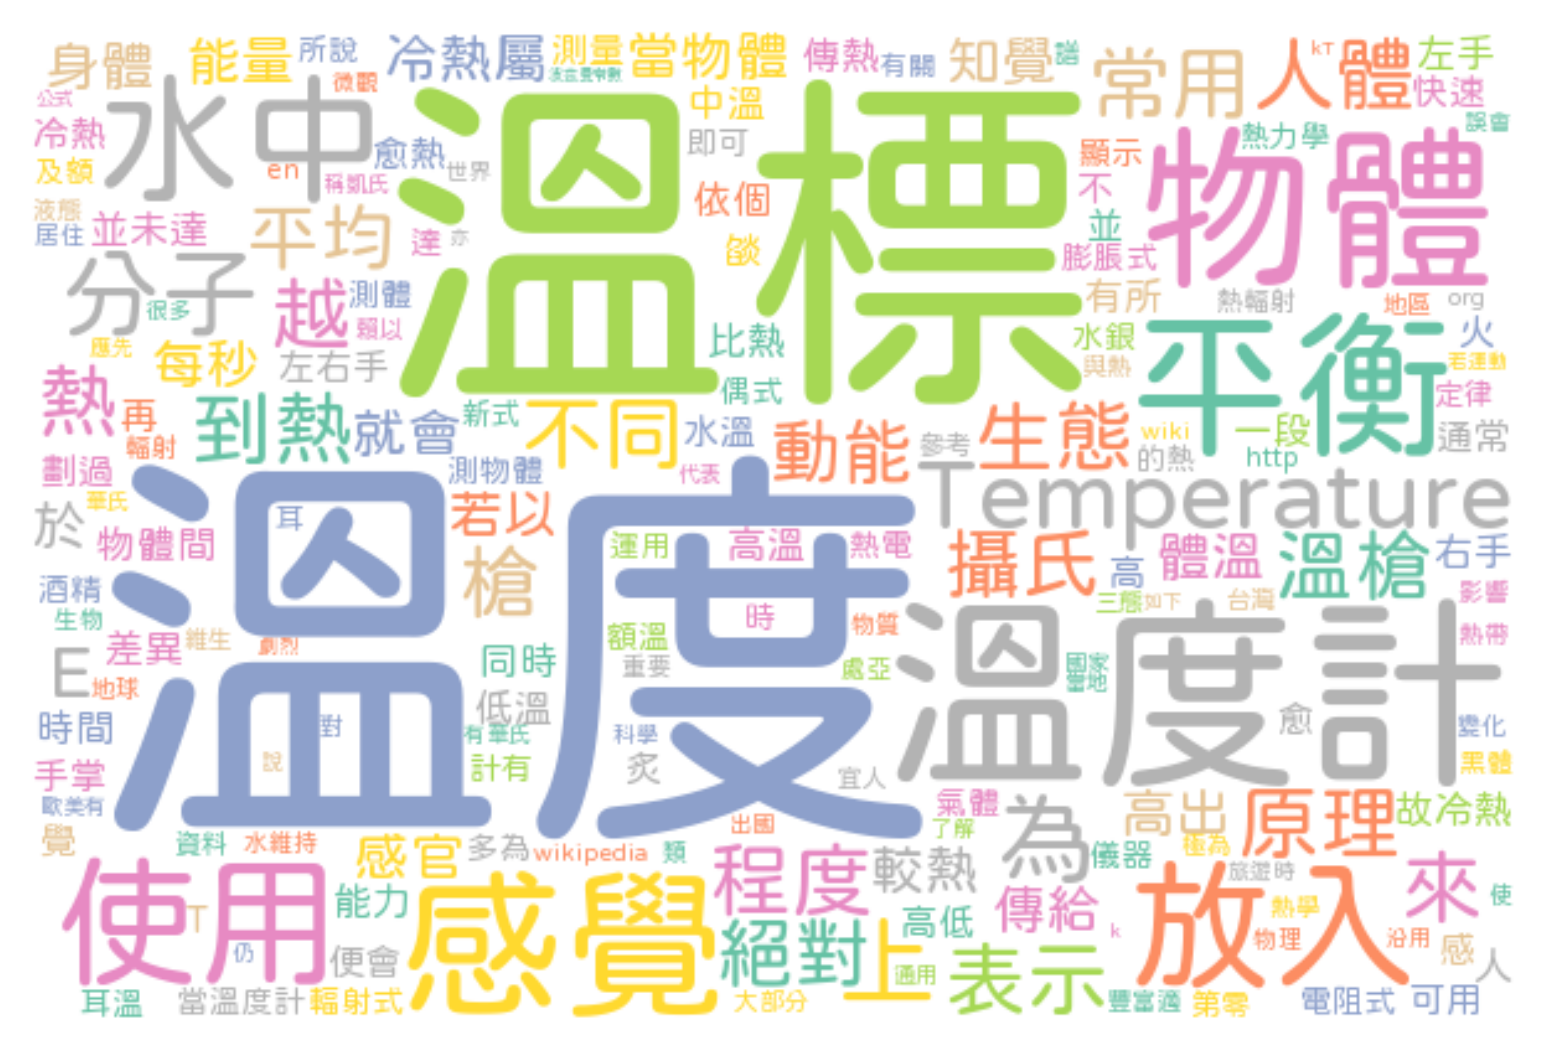 身體 能量 所說 冷熱屬 測量 當物體 傳熱 有關 知覺 譜 常用 人體 kT 左手
微觀 快速
公式 水中 中溫 誤會
冷熱 愈熱 即可 顯示 熱力學
及額 en 稱凱氏 世界 溫標 依個 不 物體
液態 居住 並未達 平均 達 亦 燄 並 膨脹式
分子 很多 越 測體 賴以 有所 熱輻射 地區 org
應先 每秒 左右手 比熱 水銀 與熱 平衡 火 若運動
熱 再 到熱 就會 新式 不同 水溫 偶式 動能 生態 wiki 一段 定律 通常
輻射 參考 的熱 http
劃過 測物體 代表 Temperature
於 華氏 耳 若以 運用 高溫 熱電 攝氏 高 體溫 溫槍 右手
物體間 槍
酒精 溫度 時 三態 如下 台灣 影響
生物 差異 維生 劇烈 同時 額溫 物質 溫度計 熱帶
E 地球 低溫 重要 處亞 國家 當地
時間 對 有華氏 科學 愈 變化
手掌 說 計有 炙 宜人 黑體
歐美有 氣體 為 高出 原理 故冷熱
覺 資料 水維持 感官 多為 wikipedia 類 出國 了解 儀器 極為
使用 能力 感覺 程度 較熱 傳給 旅遊時 放入 來 使
T 仍 便會 絕對 上 高低 k 熱學 物理 沿用 感 人
耳溫 當溫度計 輻射式 大部分 通用 表示 豐富適 第零 電阻式 可用